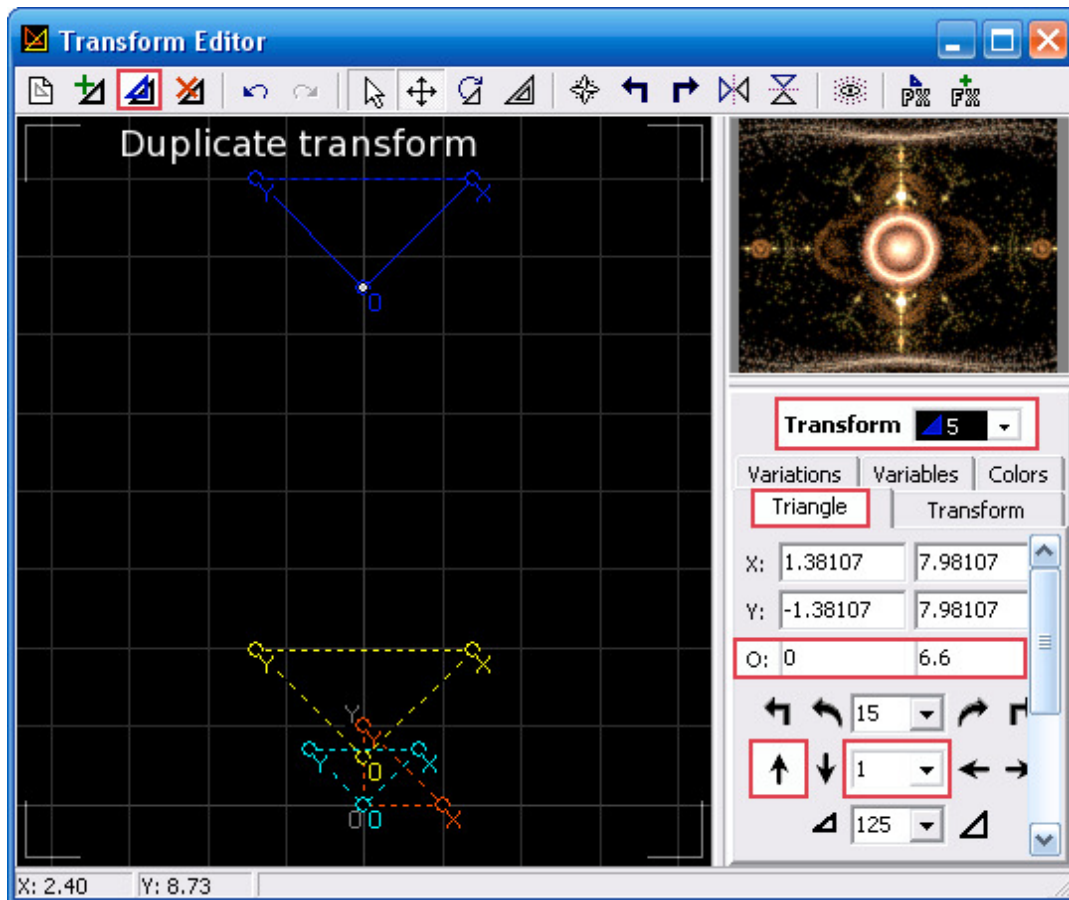 Transform Editor
Duplicate transform
Y X
O
Transform 5
Variations Variables Colors
Triangle Transform
X: 1.38107 7.98107
Y: -1.38107 7.98107
O: 0 6.6
15
1
125
Y X
Y
Y
O
Y X
O O X
X: 2.40 Y: 8.73